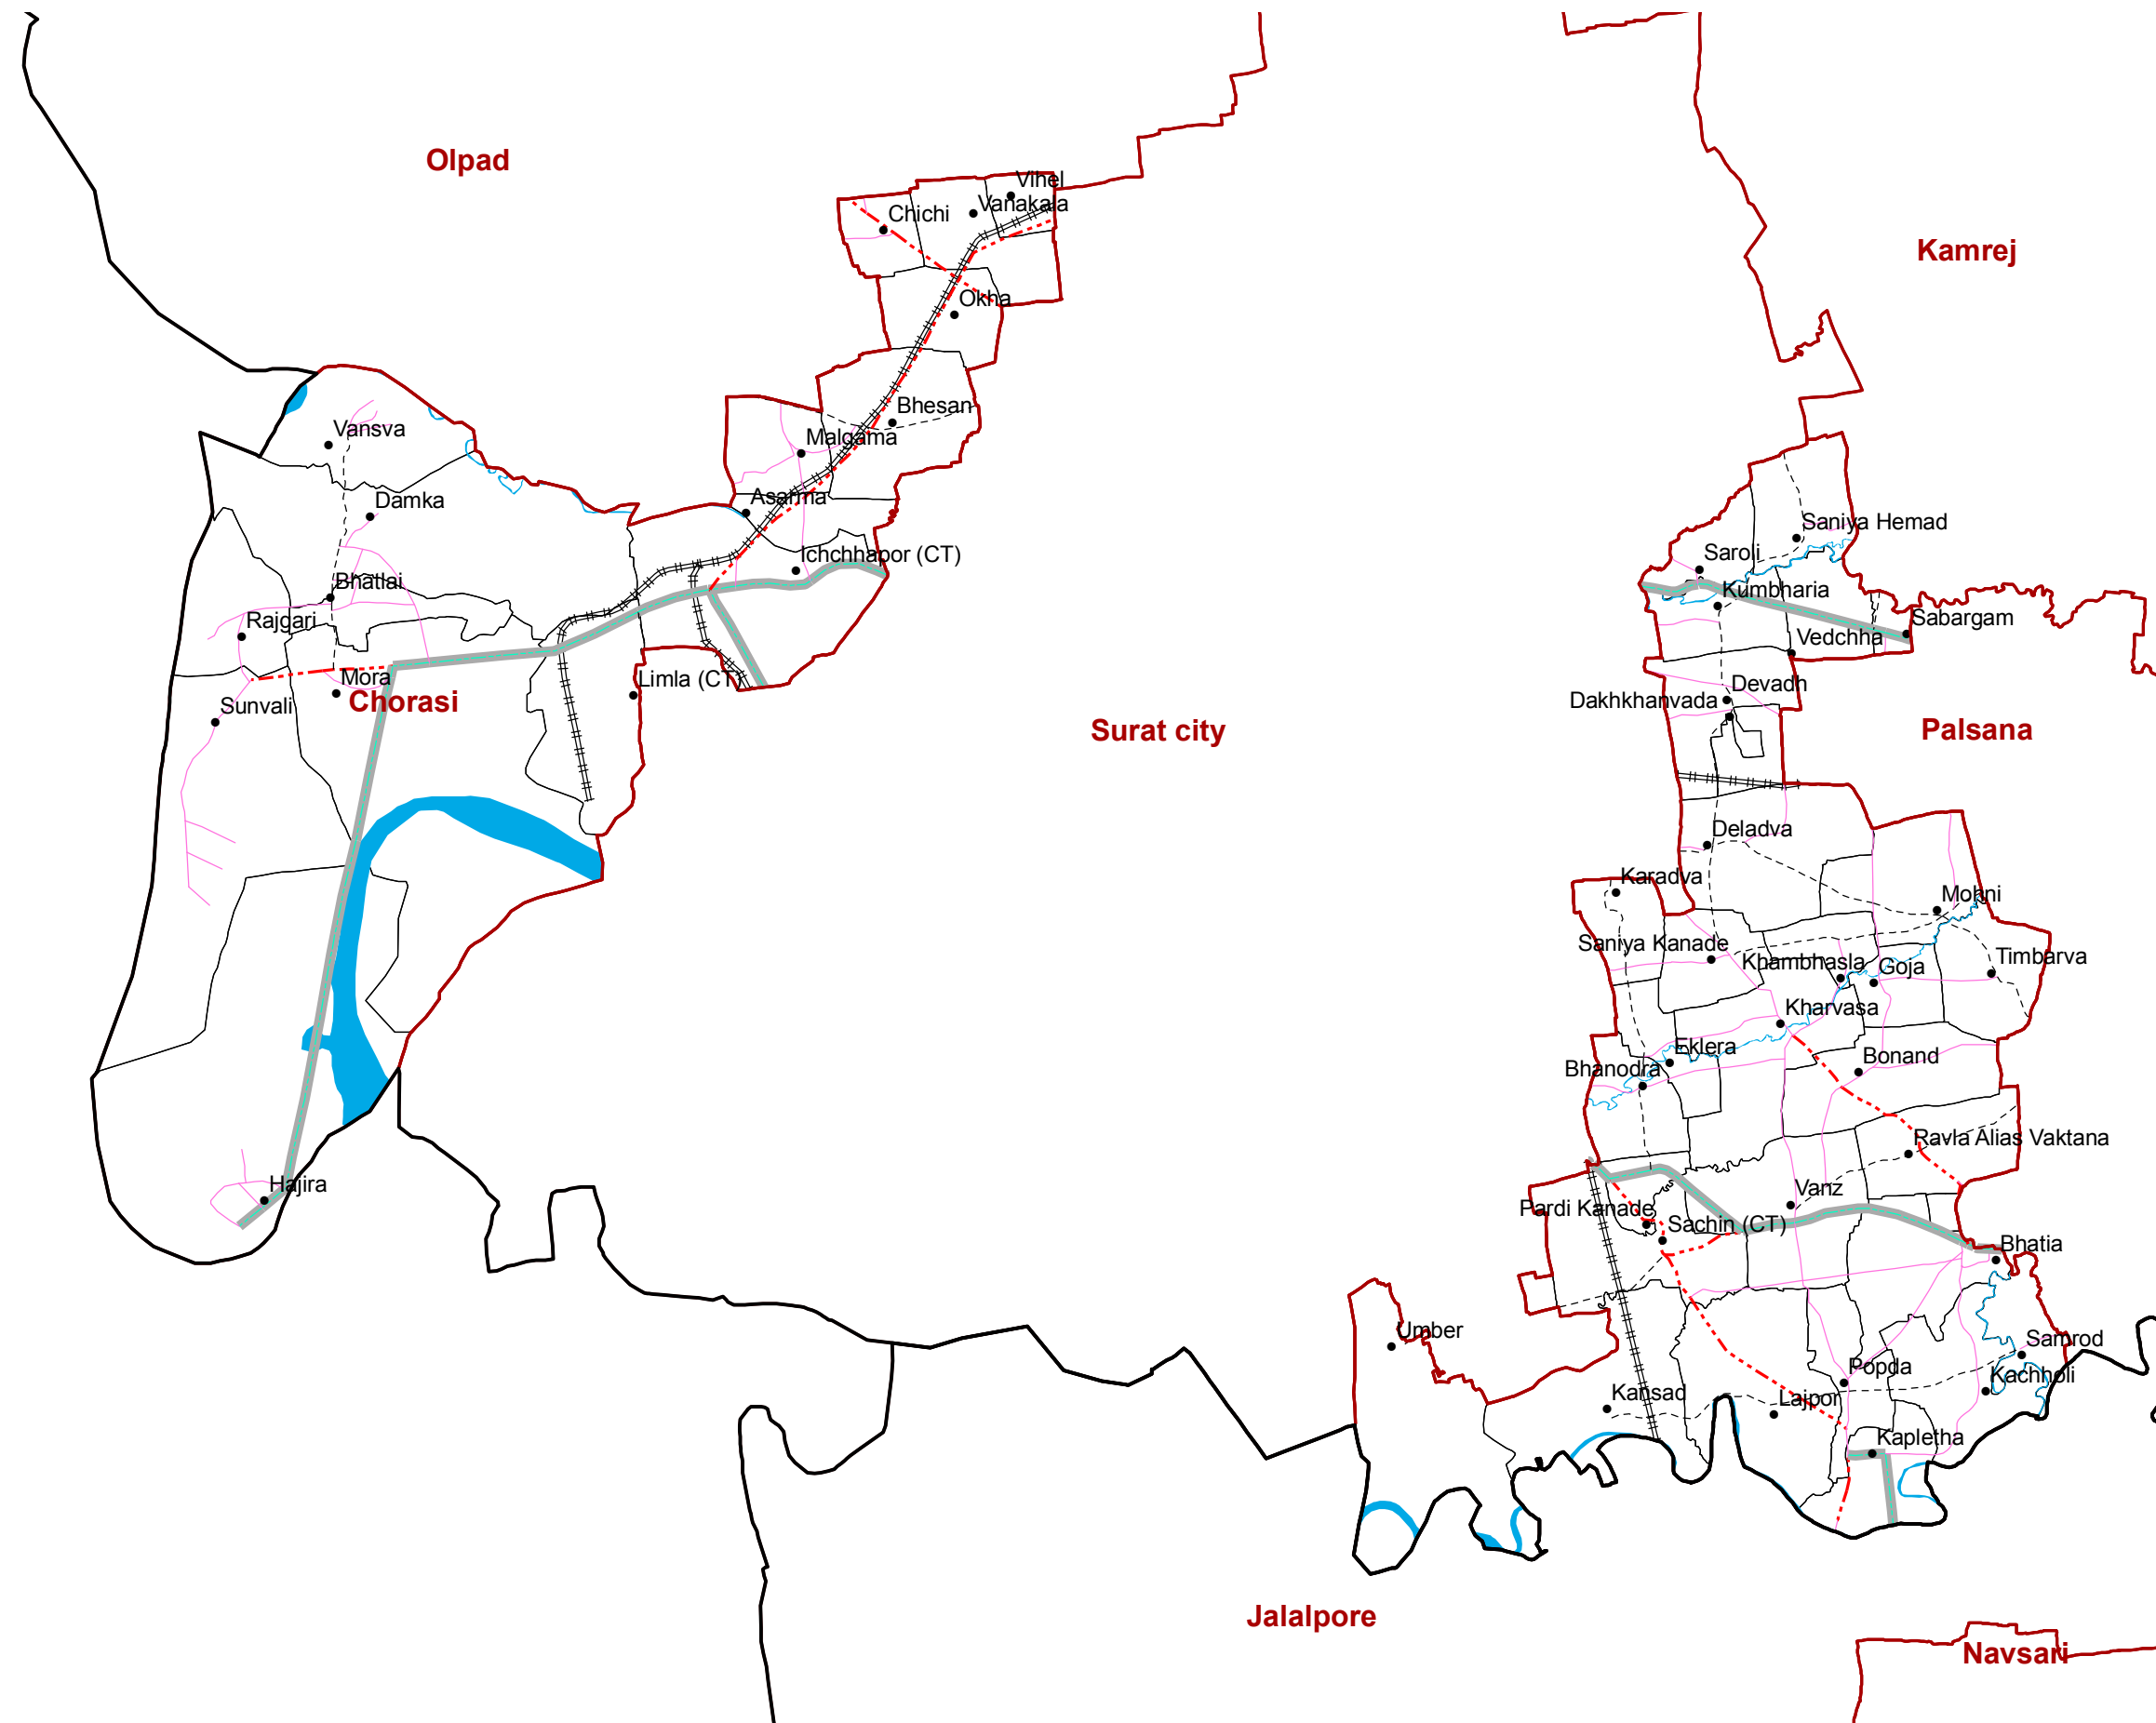 Olpad
Vihel
Vanakala
Chichi
Kamrej
Okha
Bhesan
Vansva
Malgama
Damka
Asarma
Saniya Hemad
Ichchhapor (CT)
Saroli
Bhatlai
Kumbharia
Rajgari
Sabargam
Vedchha
Mora
Limla (CT)
Devadh
Chorasi
Dakhkhanvada
Sunvali
Surat city
Palsana
Deladva
Karadva
Mohni
Saniya Kanade
Timbarva
Khambhasla
Goja
Kharvasa
Eklera
Bonand
Bhanodra
Ravla Alias Vaktana
Hajira
Vanz
Pardi Kanade
Sachin (CT)
Bhatia
Umber
Samrod
Popda
Kachholi
Kansad
Lajpor
Kapletha
Jalalpore
Navsari